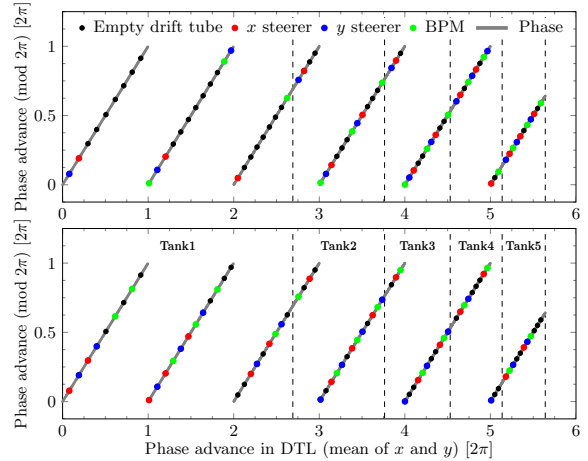 Empty drift tube x steerer y steerer BPM Phase
Phase advance (mod 2π) [2π]
1
0.5
0
0 1 2 3 4 5 6
Tank1 Tank2 Tank3 Tank4 Tank5
Phase advance (mod 2π) [2π]
1
0.5
0
0 1 2 3 4 5 6
Phase advance in DTL (mean of x and y) [2π]